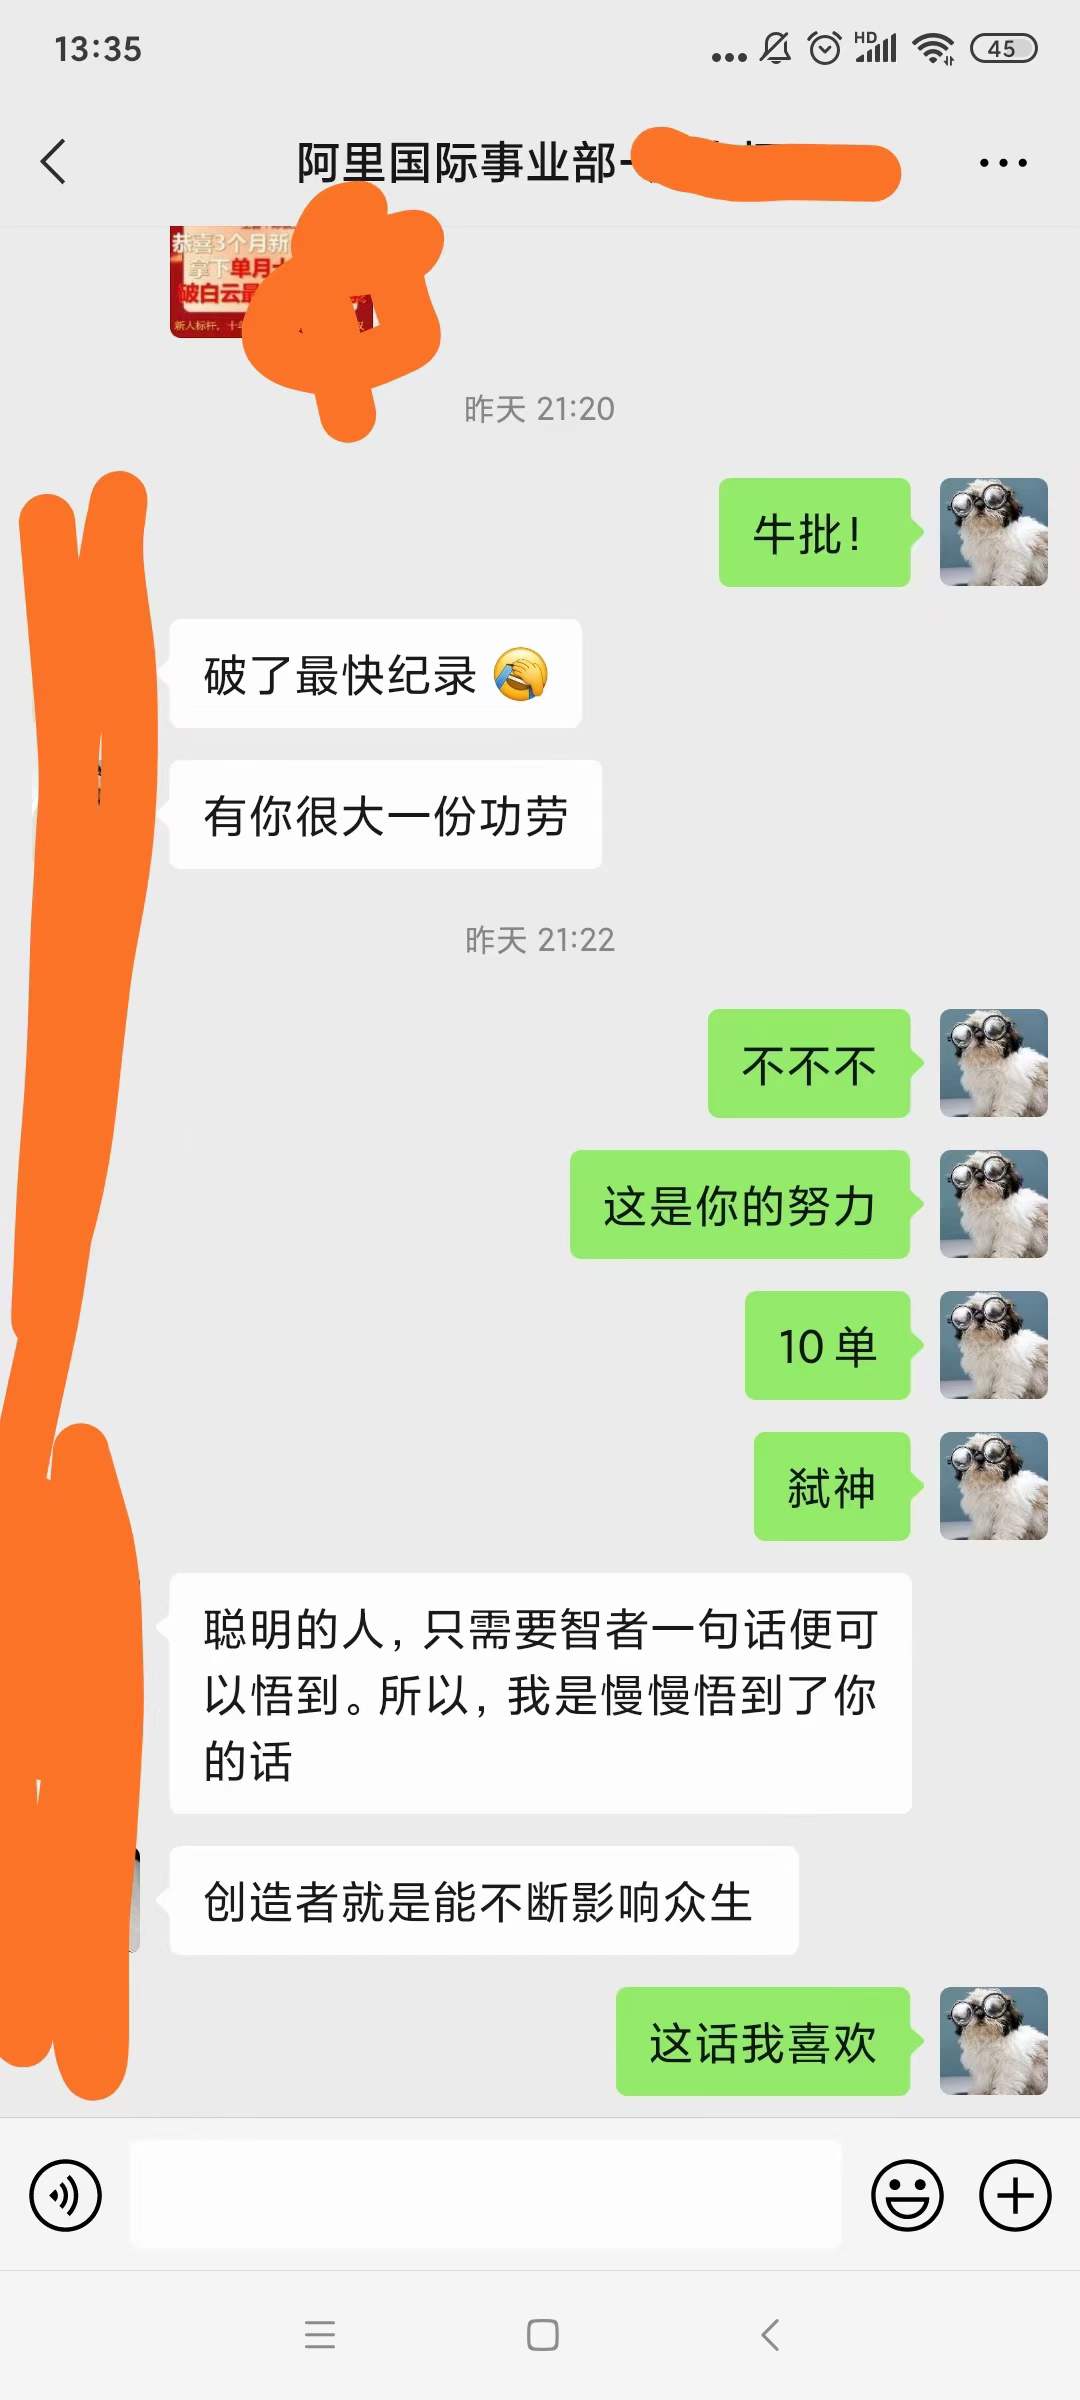 13:35
HD
45
阿里国际事业部-
恭喜3个月新
拿下单月
破白云最
新人标杆，十
昨天 21:20
牛批！
破了最快纪录
有你很大一份功劳
昨天 21:22
不不不
这是你的努力
10 单
弑神
聪明的人，只需要智者一句话便可
以悟到。所以，我是慢慢悟到了你
的话
创造者就是能不断影响众生
这话我喜欢